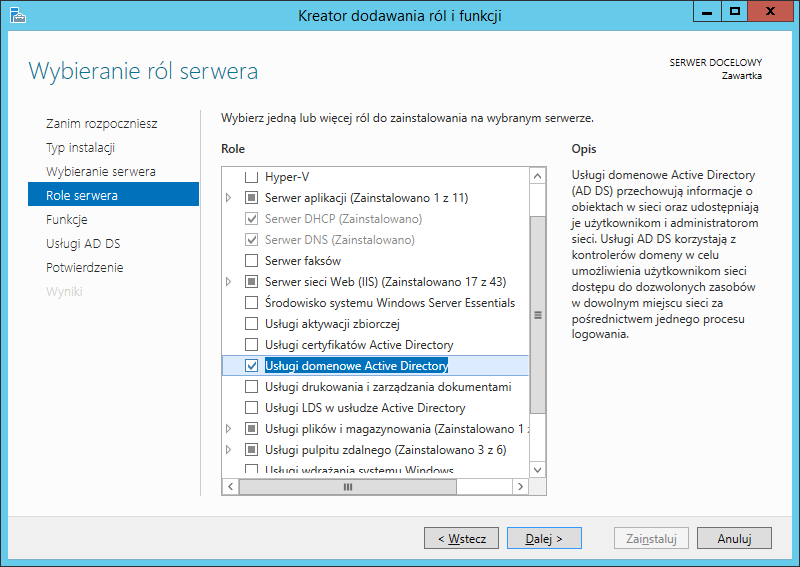 Kreator dodawania ról i funkcji
Wybieranie ról serwera
SERWER DOCELOWY
Zawartka
Zanim rozpoczniesz
Typ instalacji
Wybieranie serwera
Role serwera
Funkcje
Usługi AD DS
Potwierdzenie
Wyniki
Wybierz jedną lub więcej ról do zainstalowania na wybranym serwerze.
Role
Hyper-V
Serwer aplikacji (Zainstalowano 1 z 11)
Serwer DHCP (Zainstalowano)
Serwer DNS (Zainstalowano)
Serwer faksów
Serwer sieci Web (IIS) (Zainstalowano 17 z 43)
Środowisko systemu Windows Server Essentials
Usługi aktywacji zbiorczej
Usługi certyfikatów Active Directory
Usługi domenowe Active Directory
Usługi drukowania i zarządzania dokumentami
Usługi LDS w usłudze Active Directory
Usługi plików i magazynowania (Zainstalowano 1 z
Usługi pulpitu zdalnego (Zainstalowano 3 z 6)
Usługi wdrażania systemu Windows
Opis
Usługi domenowe Active Directory
(AD DS) przechowują informacje o
obiektach w sieci oraz udostępniają
je użytkownikom i administratorom
sieci. Usługi AD DS korzystają z
kontrolerów domeny w celu
umożliwienia użytkownikom sieci
dostępu do dozwolonych zasobów
w dowolnym miejscu sieci za
pośrednictwem jednego procesu
logowania.
< Wstecz
Dalej >
Zainstaluj
Anuluj